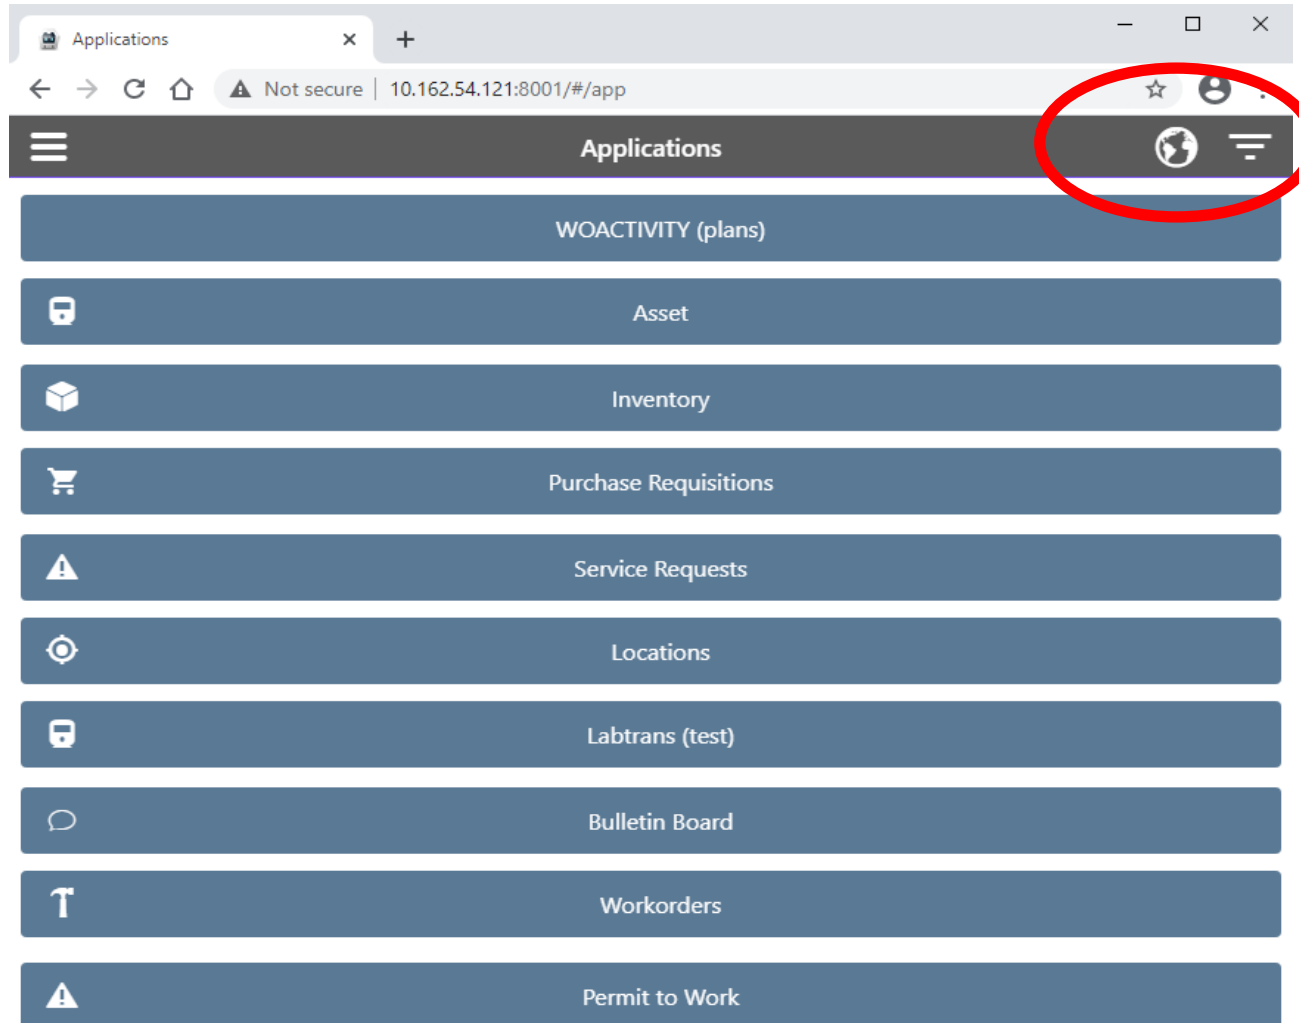 Applications
Not secure | 10.162.54.121:8001/#/app
Applications
WOACTIVITY (plans)
Asset
Inventory
Purchase Requisitions
Service Requests
Locations
Labtrans (test)
Bulletin Board
Workorders
Permit to Work